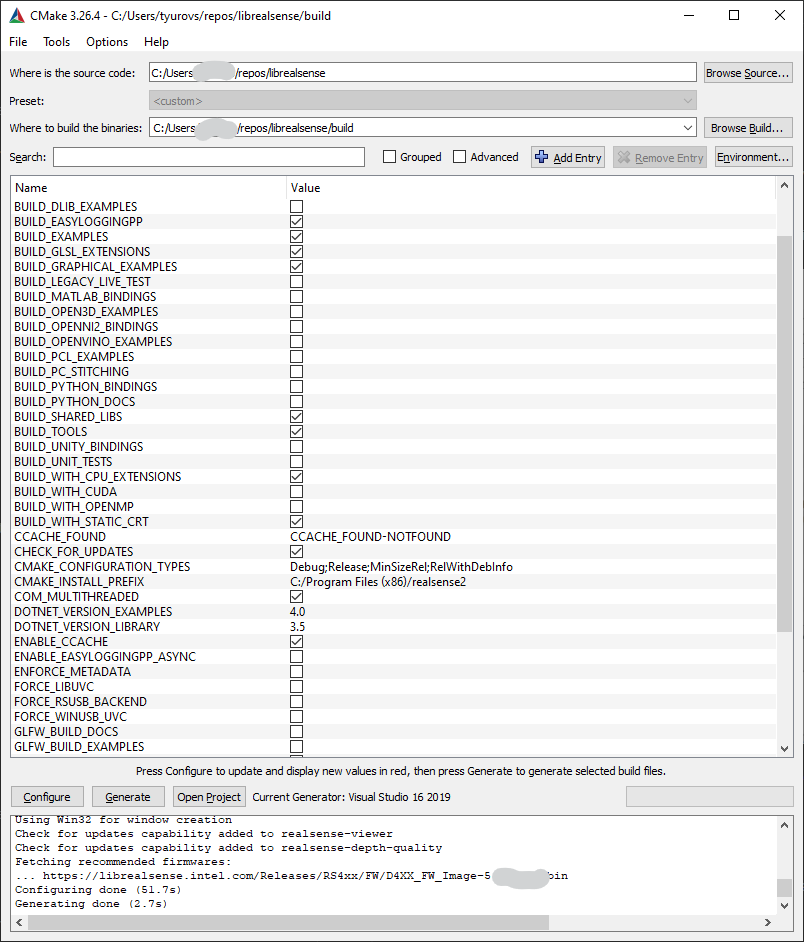 CMake 3.26.4 - C:/Users/tyurovs/repos/librealsense/build
File Tools Options Help
Where is the source code: C:/Users /repos/librealsense Browse Source...
Preset: <custom>
Where to build the binaries: C:/Users /repos/librealsense/build Browse Build...
Search: Grouped Advanced Add Entry Remove Entry Environment...
Name Value
BUILD_DLIB_EXAMPLES
BUILD_EASYLOGGINGPP
BUILD_EXAMPLES
BUILD_GLSL_EXTENSIONS
BUILD_GRAPHICAL_EXAMPLES
BUILD_LEGACY_LIVE_TEST
BUILD_MATLAB_BINDINGS
BUILD_OPEN3D_EXAMPLES
BUILD_OPENNI2_BINDINGS
BUILD_OPENVINO_EXAMPLES
BUILD_PCL_EXAMPLES
BUILD_PC_STITCHING
BUILD_PYTHON_BINDINGS
BUILD_PYTHON_DOCS
BUILD_SHARED_LIBS
BUILD_TOOLS
BUILD_UNITY_BINDINGS
BUILD_UNIT_TESTS
BUILD_WITH_CPU_EXTENSIONS
BUILD_WITH_CUDA
BUILD_WITH_OPENMP
BUILD_WITH_STATIC_CRT
CCACHE_FOUND CCACHE_FOUND-NOTFOUND
CHECK_FOR_UPDATES
CMAKE_CONFIGURATION_TYPES Debug;Release;MinSizeRel;RelWithDebInfo
CMAKE_INSTALL_PREFIX C:/Program Files (x86)/realsense2
COM_MULTITHREADED
DOTNET_VERSION_EXAMPLES 4.0
DOTNET_VERSION_LIBRARY 3.5
ENABLE_CCACHE
ENABLE_EASYLOGGINGPP_ASYNC
ENFORCE_METADATA
FORCE_LIBUVC
FORCE_RSUSB_BACKEND
FORCE_WINUSB_UVC
GLFW_BUILD_DOCS
GLFW_BUILD_EXAMPLES
Press Configure to update and display new values in red, then press Generate to generate selected build files.
Configure Generate Open Project Current Generator: Visual Studio 16 2019
Using Win32 for window creation
Check for updates capability added to realsense-viewer
Check for updates capability added to realsense-depth-quality
Fetching recommended firmwares:
... https://librealsense.intel.com/Releases/RS4xx/FW/D4XX_FW_Image-5 bin
Configuring done (51.7s)
Generating done (2.7s)